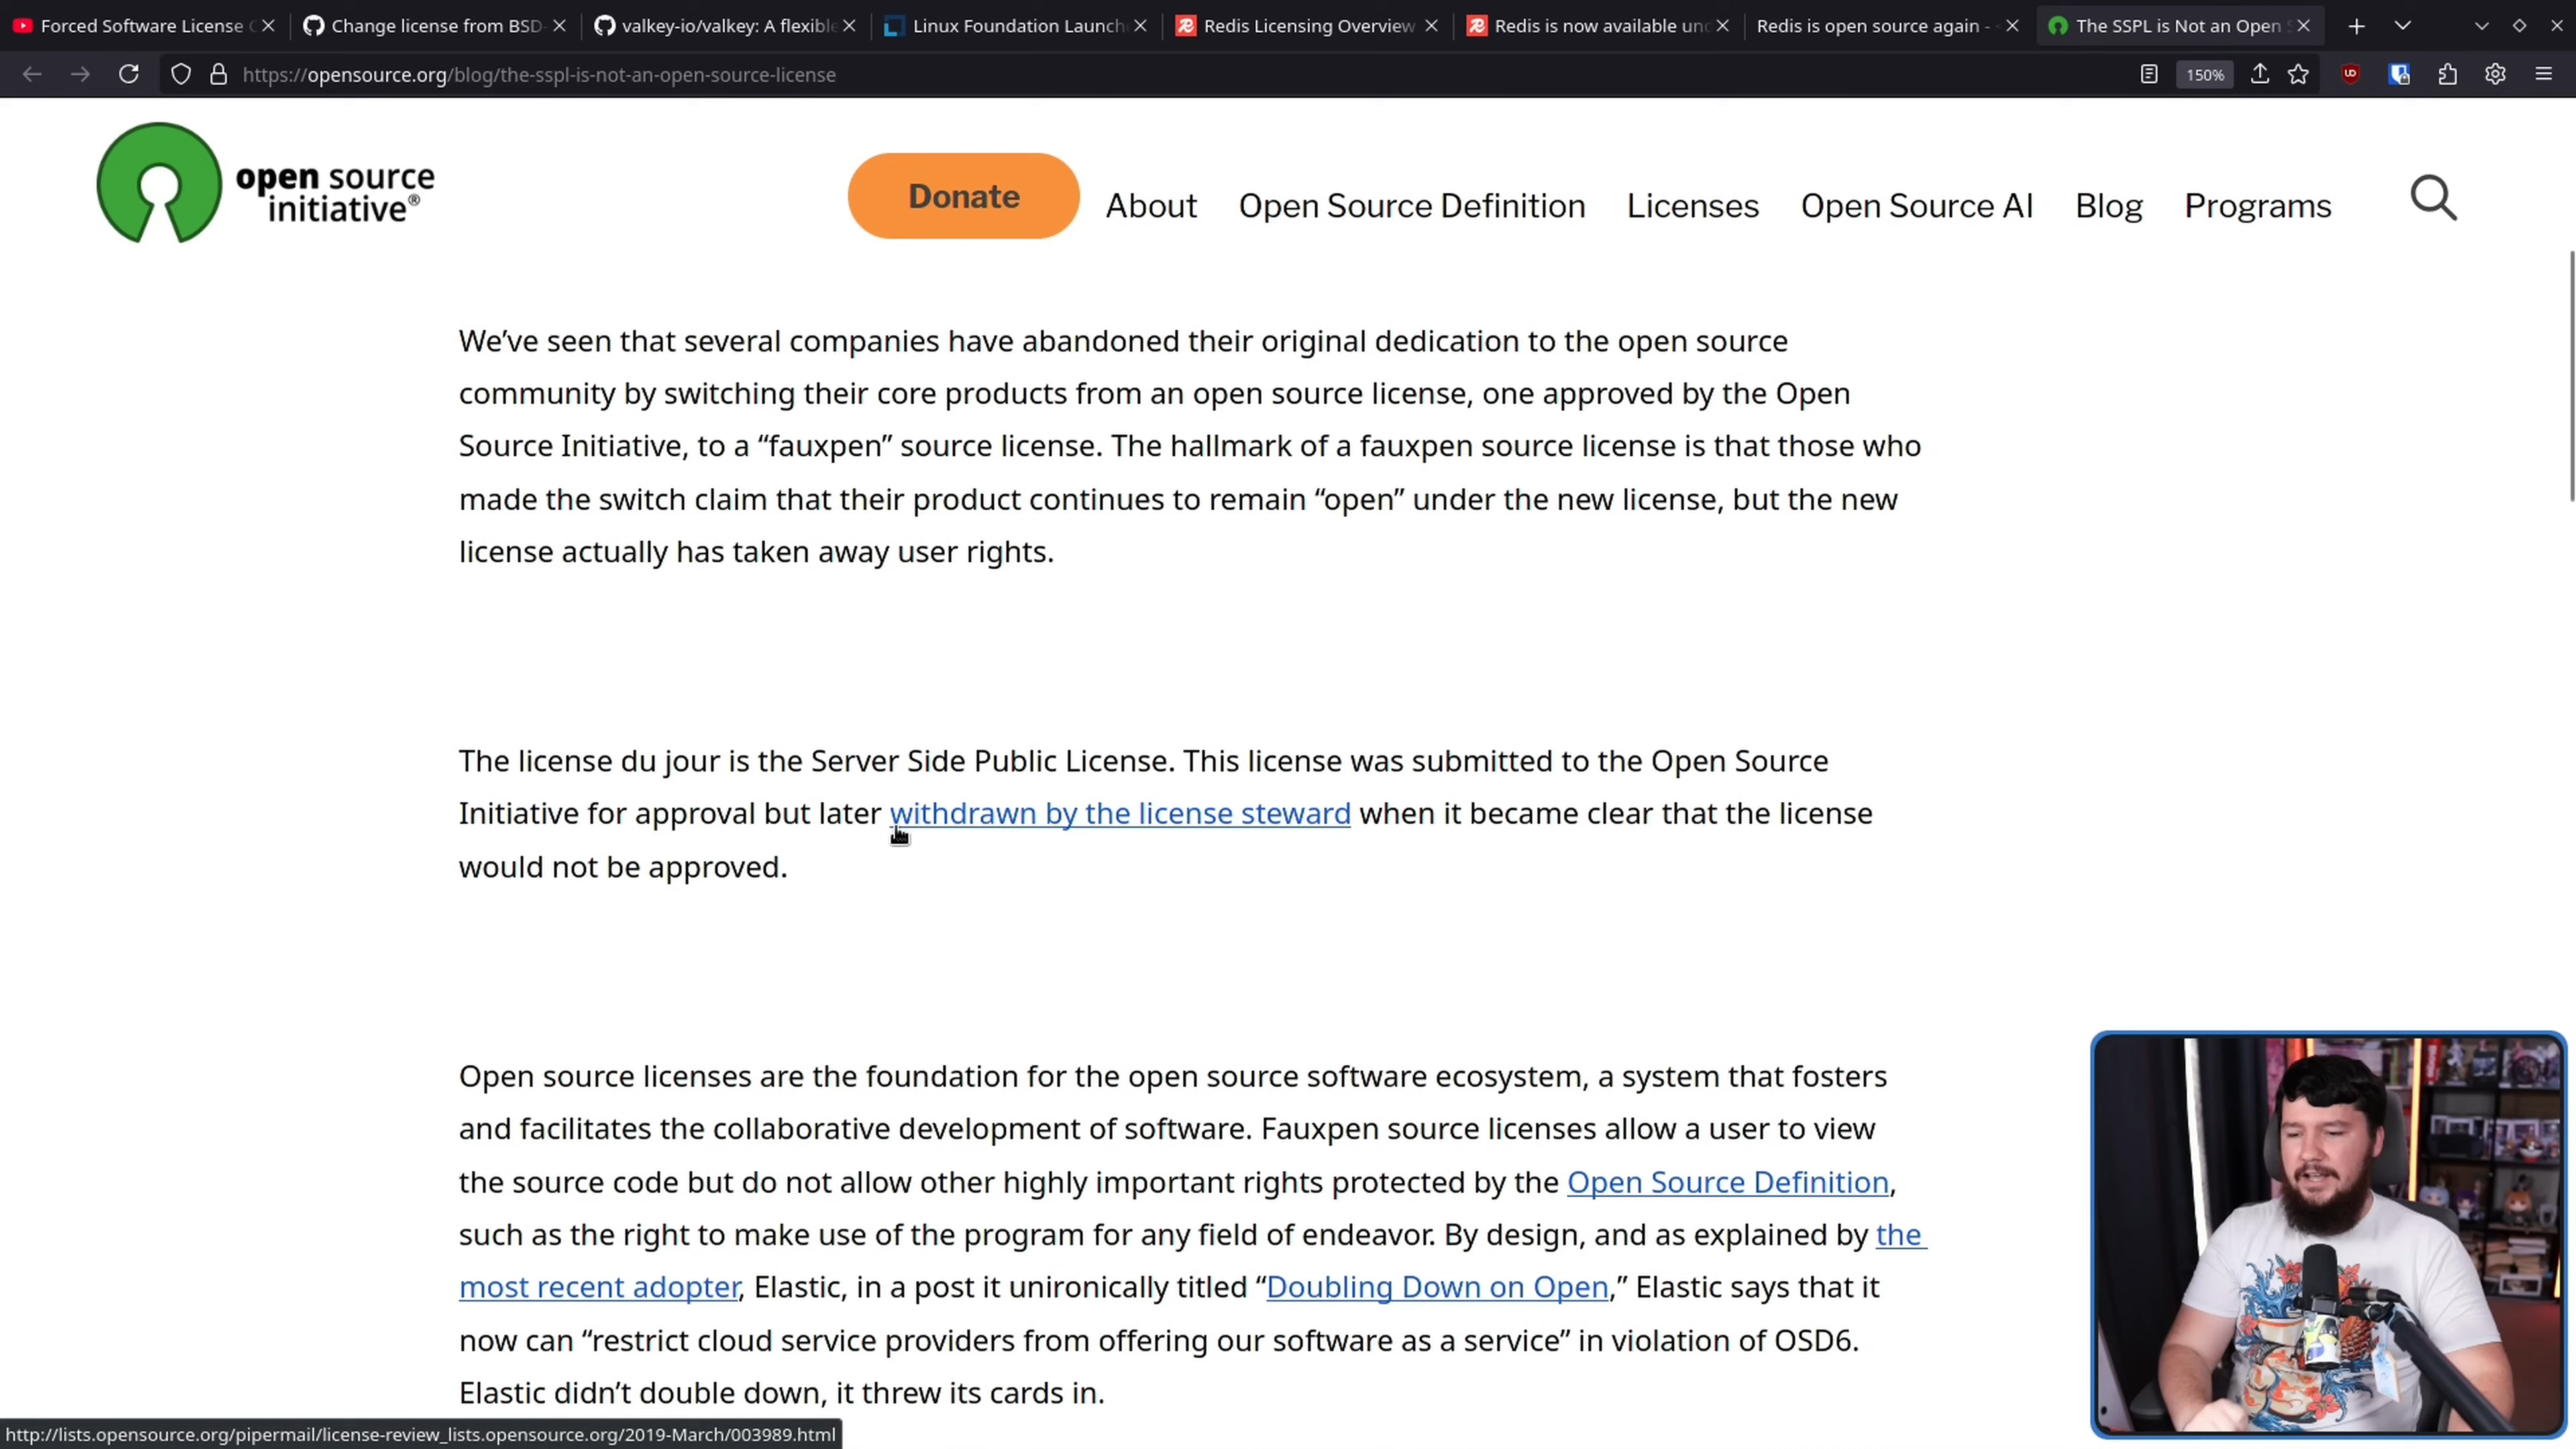 Forced Software License C
Change license from BSD-
valkey-io/valkey: A flexible
Linux Foundation Launch
Redis Licensing Overview
Redis is now available un
Redis is open source again -
The SSPL is Not an Open S
https://opensource.org/blog/the-sspl-is-not-an-open-source-license
150%
open source
initiative®
Donate
About
Open Source Definition
Licenses
Open Source AI
Blog
Programs
We’ve seen that several companies have abandoned their original dedication to the open source
community by switching their core products from an open source license, one approved by the Open
Source Initiative, to a “fauxpen” source license. The hallmark of a fauxpen source license is that those who
made the switch claim that their product continues to remain “open” under the new license, but the new
license actually has taken away user rights.
The license du jour is the Server Side Public License. This license was submitted to the Open Source
Initiative for approval but later withdrawn by the license steward when it became clear that the license
would not be approved.
Open source licenses are the foundation for the open source software ecosystem, a system that fosters
and facilitates the collaborative development of software. Fauxpen source licenses allow a user to view
the source code but do not allow other highly important rights protected by the Open Source Definition,
such as the right to make use of the program for any field of endeavor. By design, and as explained by the
most recent adopter, Elastic, in a post it unironically titled “Doubling Down on Open,” Elastic says that it
now can “restrict cloud service providers from offering our software as a service” in violation of OSD6.
Elastic didn’t double down, it threw its cards in.
http://lists.opensource.org/pipermail/license-review_lists.opensource.org/2019-March/003989.html